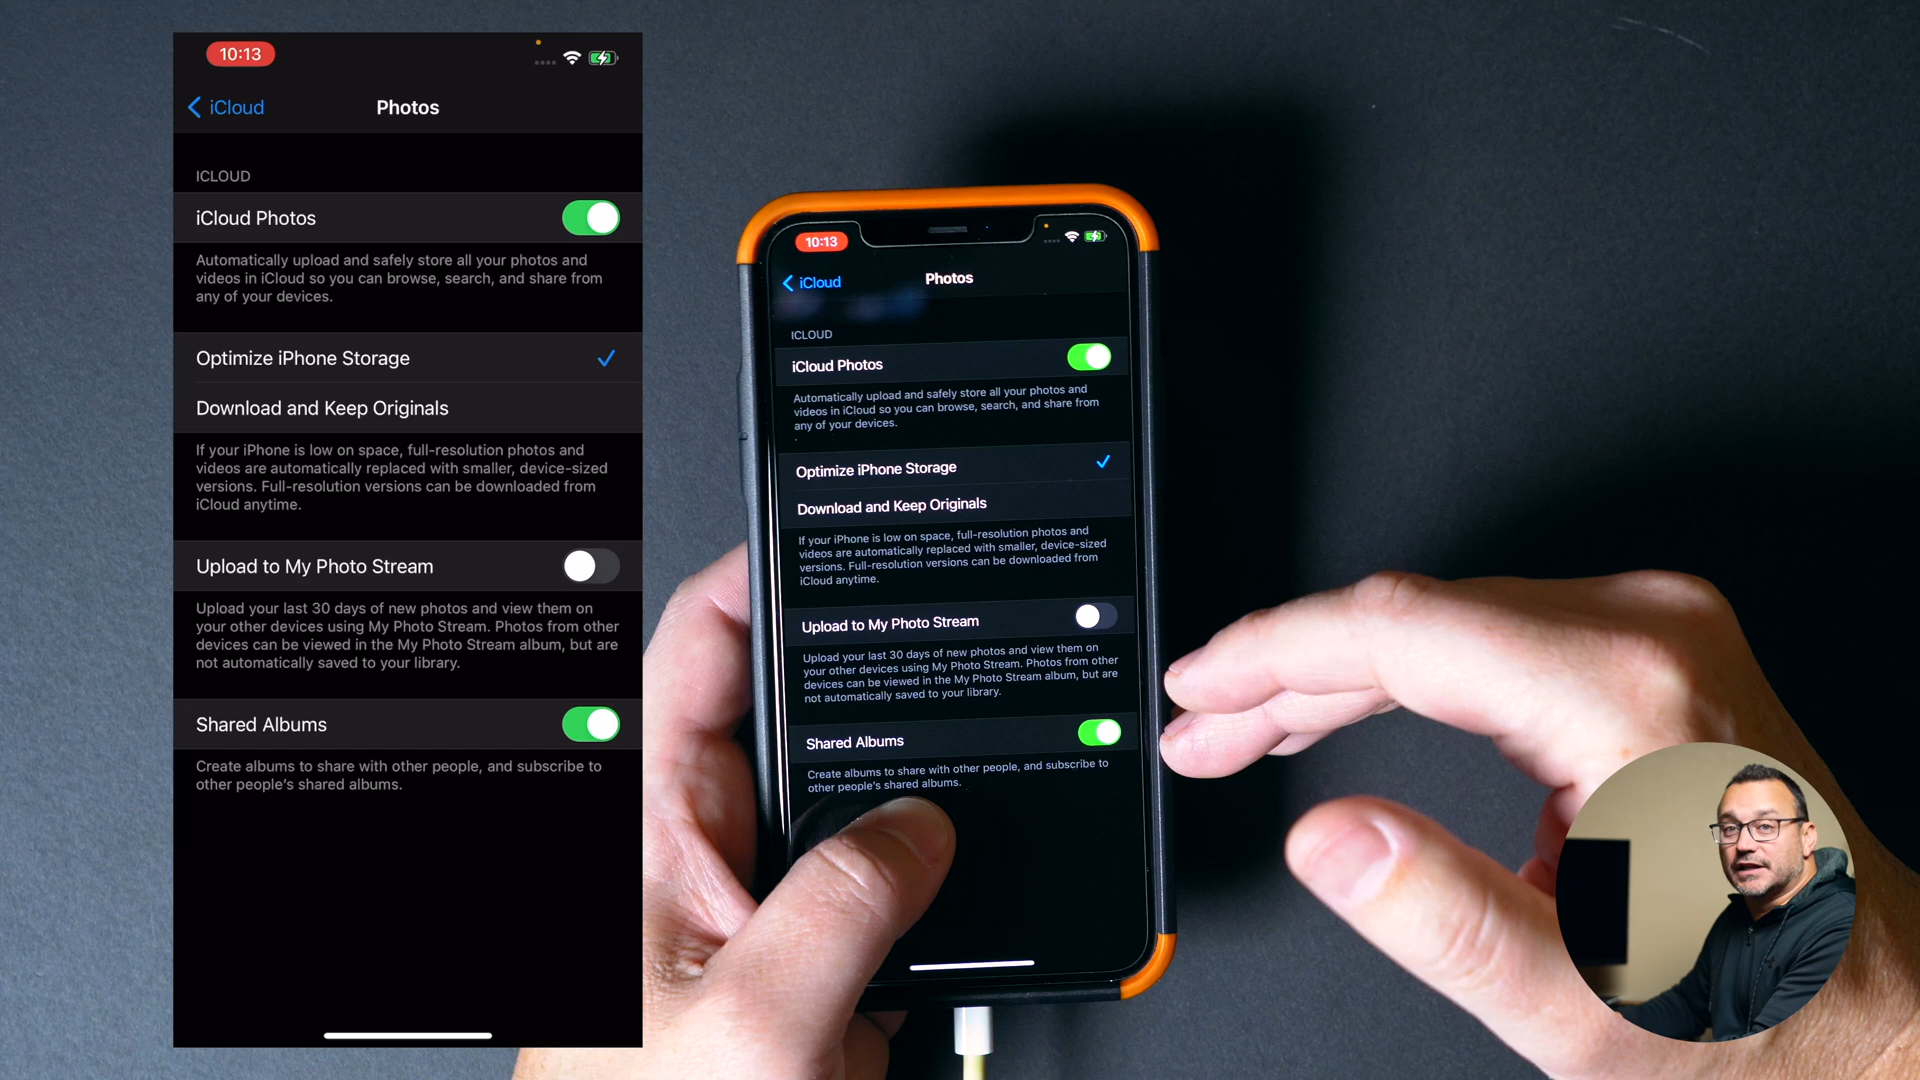 10:13
iCloud
Photos
ICLOUD
iCloud Photos
Automatically upload and safely store all your photos and
videos in iCloud so you can browse, search, and share from
any of your devices.
Optimize iPhone Storage
Download and Keep Originals
If your iPhone is low on space, full-resolution photos and
videos are automatically replaced with smaller, device-sized
versions. Full-resolution versions can be downloaded from
iCloud anytime.
Upload to My Photo Stream
Upload your last 30 days of new photos and view them on
your other devices using My Photo Stream. Photos from other
devices can be viewed in the My Photo Stream album, but are
not automatically saved to your library.
Shared Albums
Create albums to share with other people, and subscribe to
other people's shared albums.
10:13
iCloud
Photos
ICLOUD
iCloud Photos
Automatically upload and safely store all your photos and
videos in iCloud so you can browse, search, and share from
any of your devices.
Optimize iPhone Storage
Download and Keep Originals
If your iPhone is low on space, full-resolution photos and
videos are automatically replaced with smaller, device-sized
versions. Full-resolution versions can be downloaded from
iCloud anytime.
Upload to My Photo Stream
Upload your last 30 days of new photos and view them on
your other devices using My Photo Stream. Photos from other
devices can be viewed in the My Photo Stream album, but are
not automatically saved to your library.
Shared Albums
Create albums to share with other people, and subscribe to
other people's shared albums.